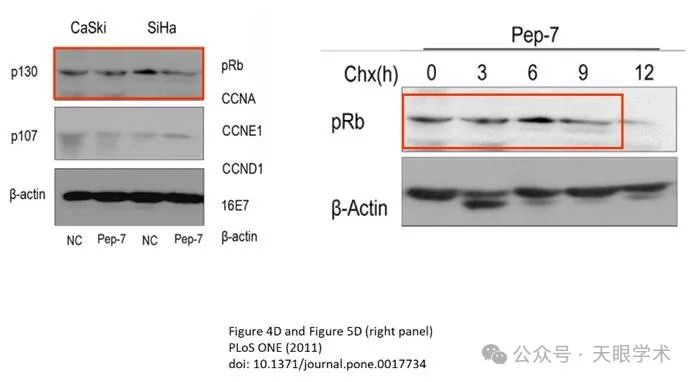 CaSki SiHa
p130
p107
β-actin
NC Pep-7 NC Pep-7
pRb
CCNA
CCNE1
CCND1
16E7
β-actin
Pep-7
Chx(h) 0 3 6 9 12
pRb
β-Actin
Figure 4D and Figure 5D (right panel)
PLoS ONE (2011)
doi: 10.1371/journal.pone.0017734
公众号 · 天眼学术